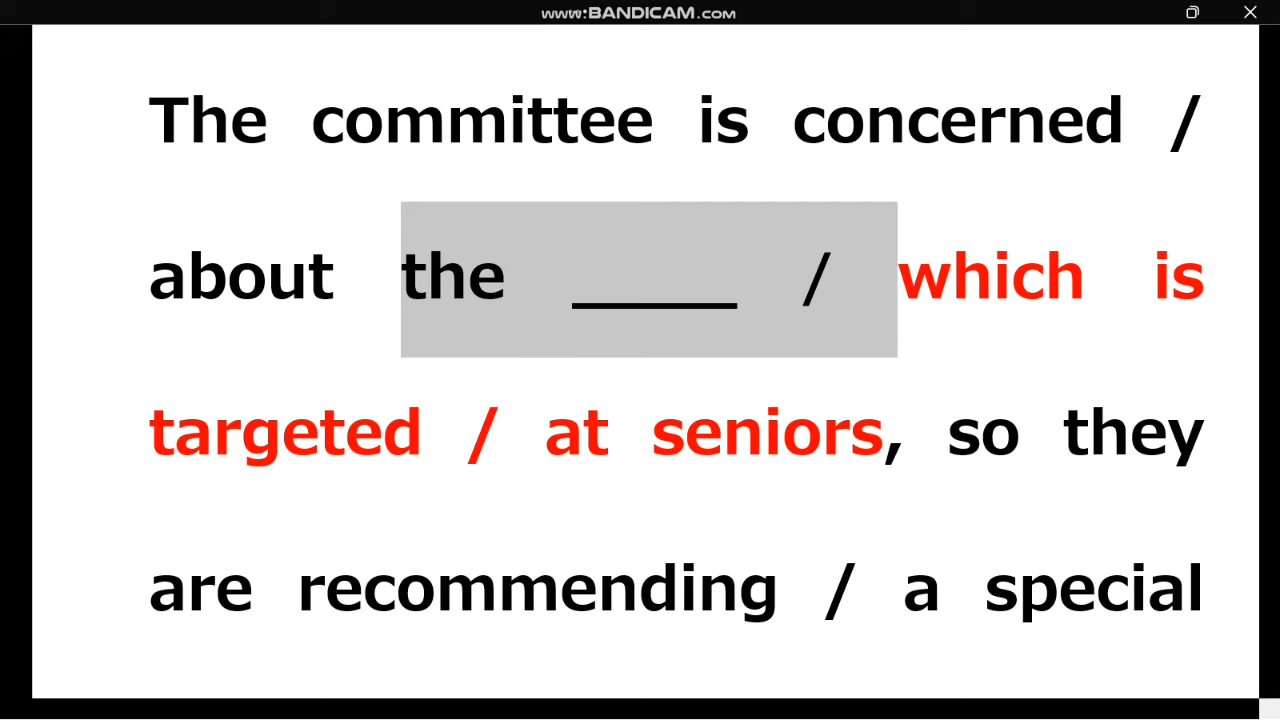 www.BANDICAM.com
The committee is concerned /
about the _____ / which is
targeted / at seniors, so they
are recommending / a special